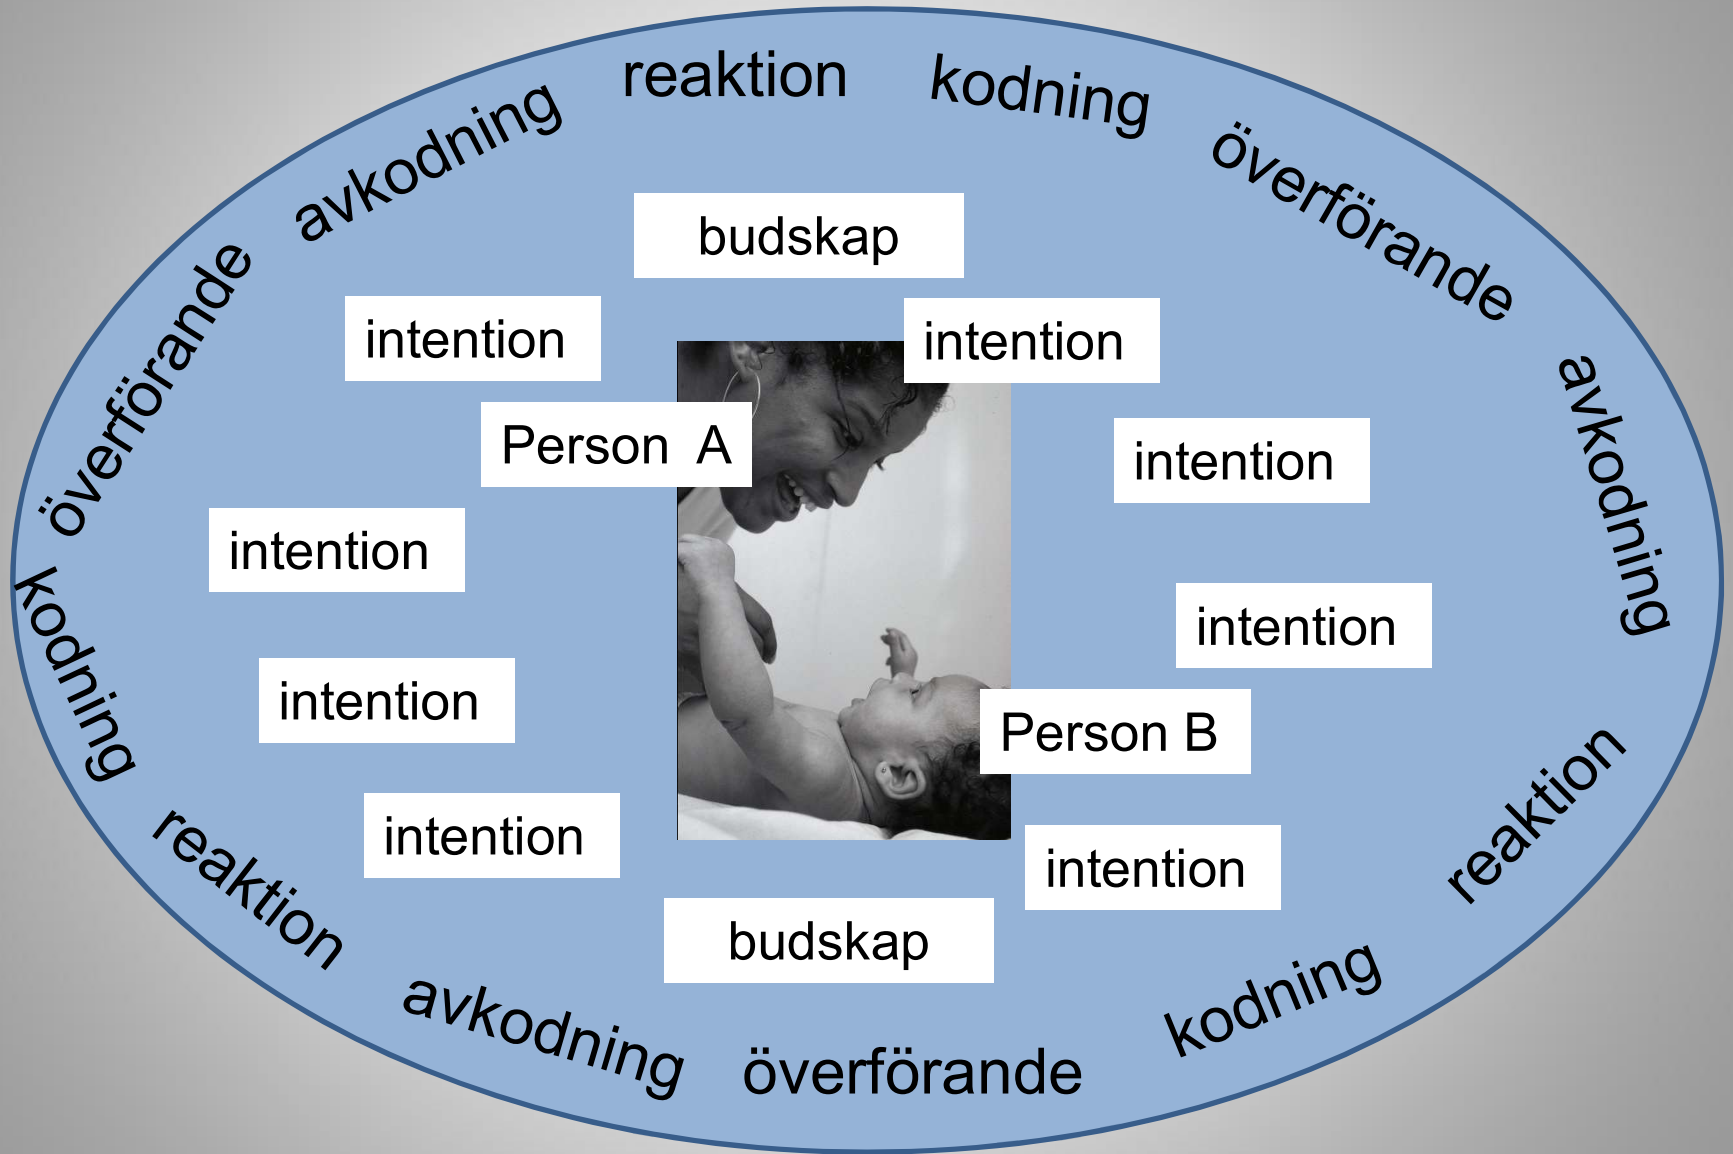 reaktion
kodning
överförande
avkodning
reaktion
kodning
överförande
avkodning
reaktion
kodning
överförande
avkodning
budskap
intention
intention
Person A
intention
intention
intention
intention
Person B
intention
intention
budskap